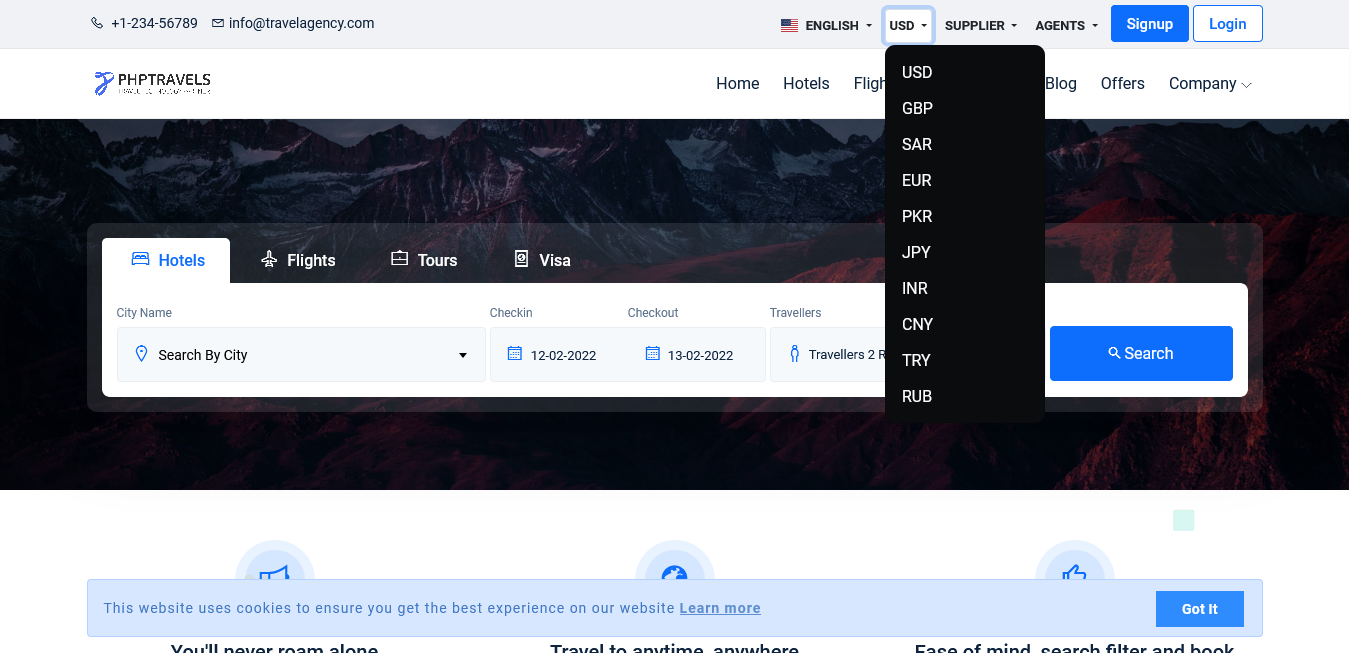 +1-234-56789 info@travelagency.com ENGLISH USD SUPPLIER AGENTS Signup Login
PHPTRAVELS
Home Hotels Blog Offers Company
USD
GBP
SAR
EUR
PKR
JPY
INR
CNY
TRY
RUB
Hotels Flights Tours Visa
City Name Checkin Checkout Travellers
Search By City 12-02-2022 13-02-2022 Travellers 2 Search
This website uses cookies to ensure you get the best experience on our website Learn more Got It
You'll never roam alone Travel to anytime, anywhere Ease of mind, search filter and book